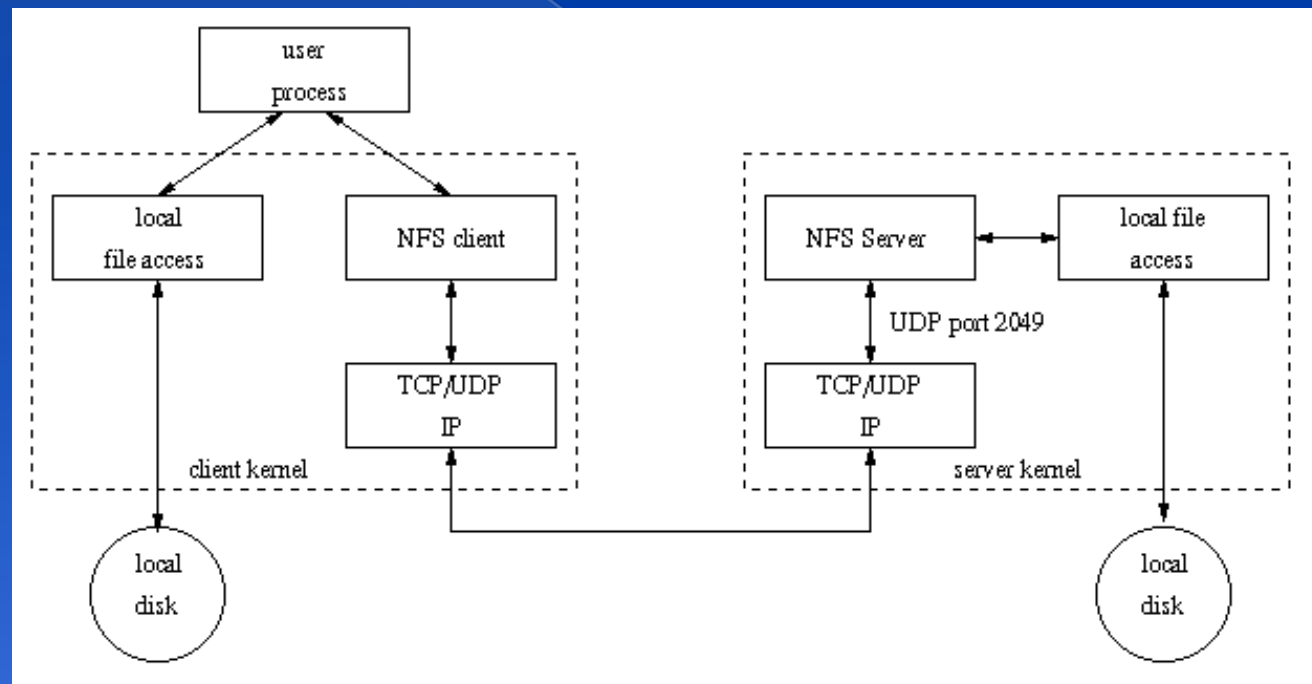 user
process
local
file access
NFS client
NFS Server
local file
access
UDP port 2049
TCP/UDP
IP
TCP/UDP
IP
client kernel
server kernel
local
disk
local
disk